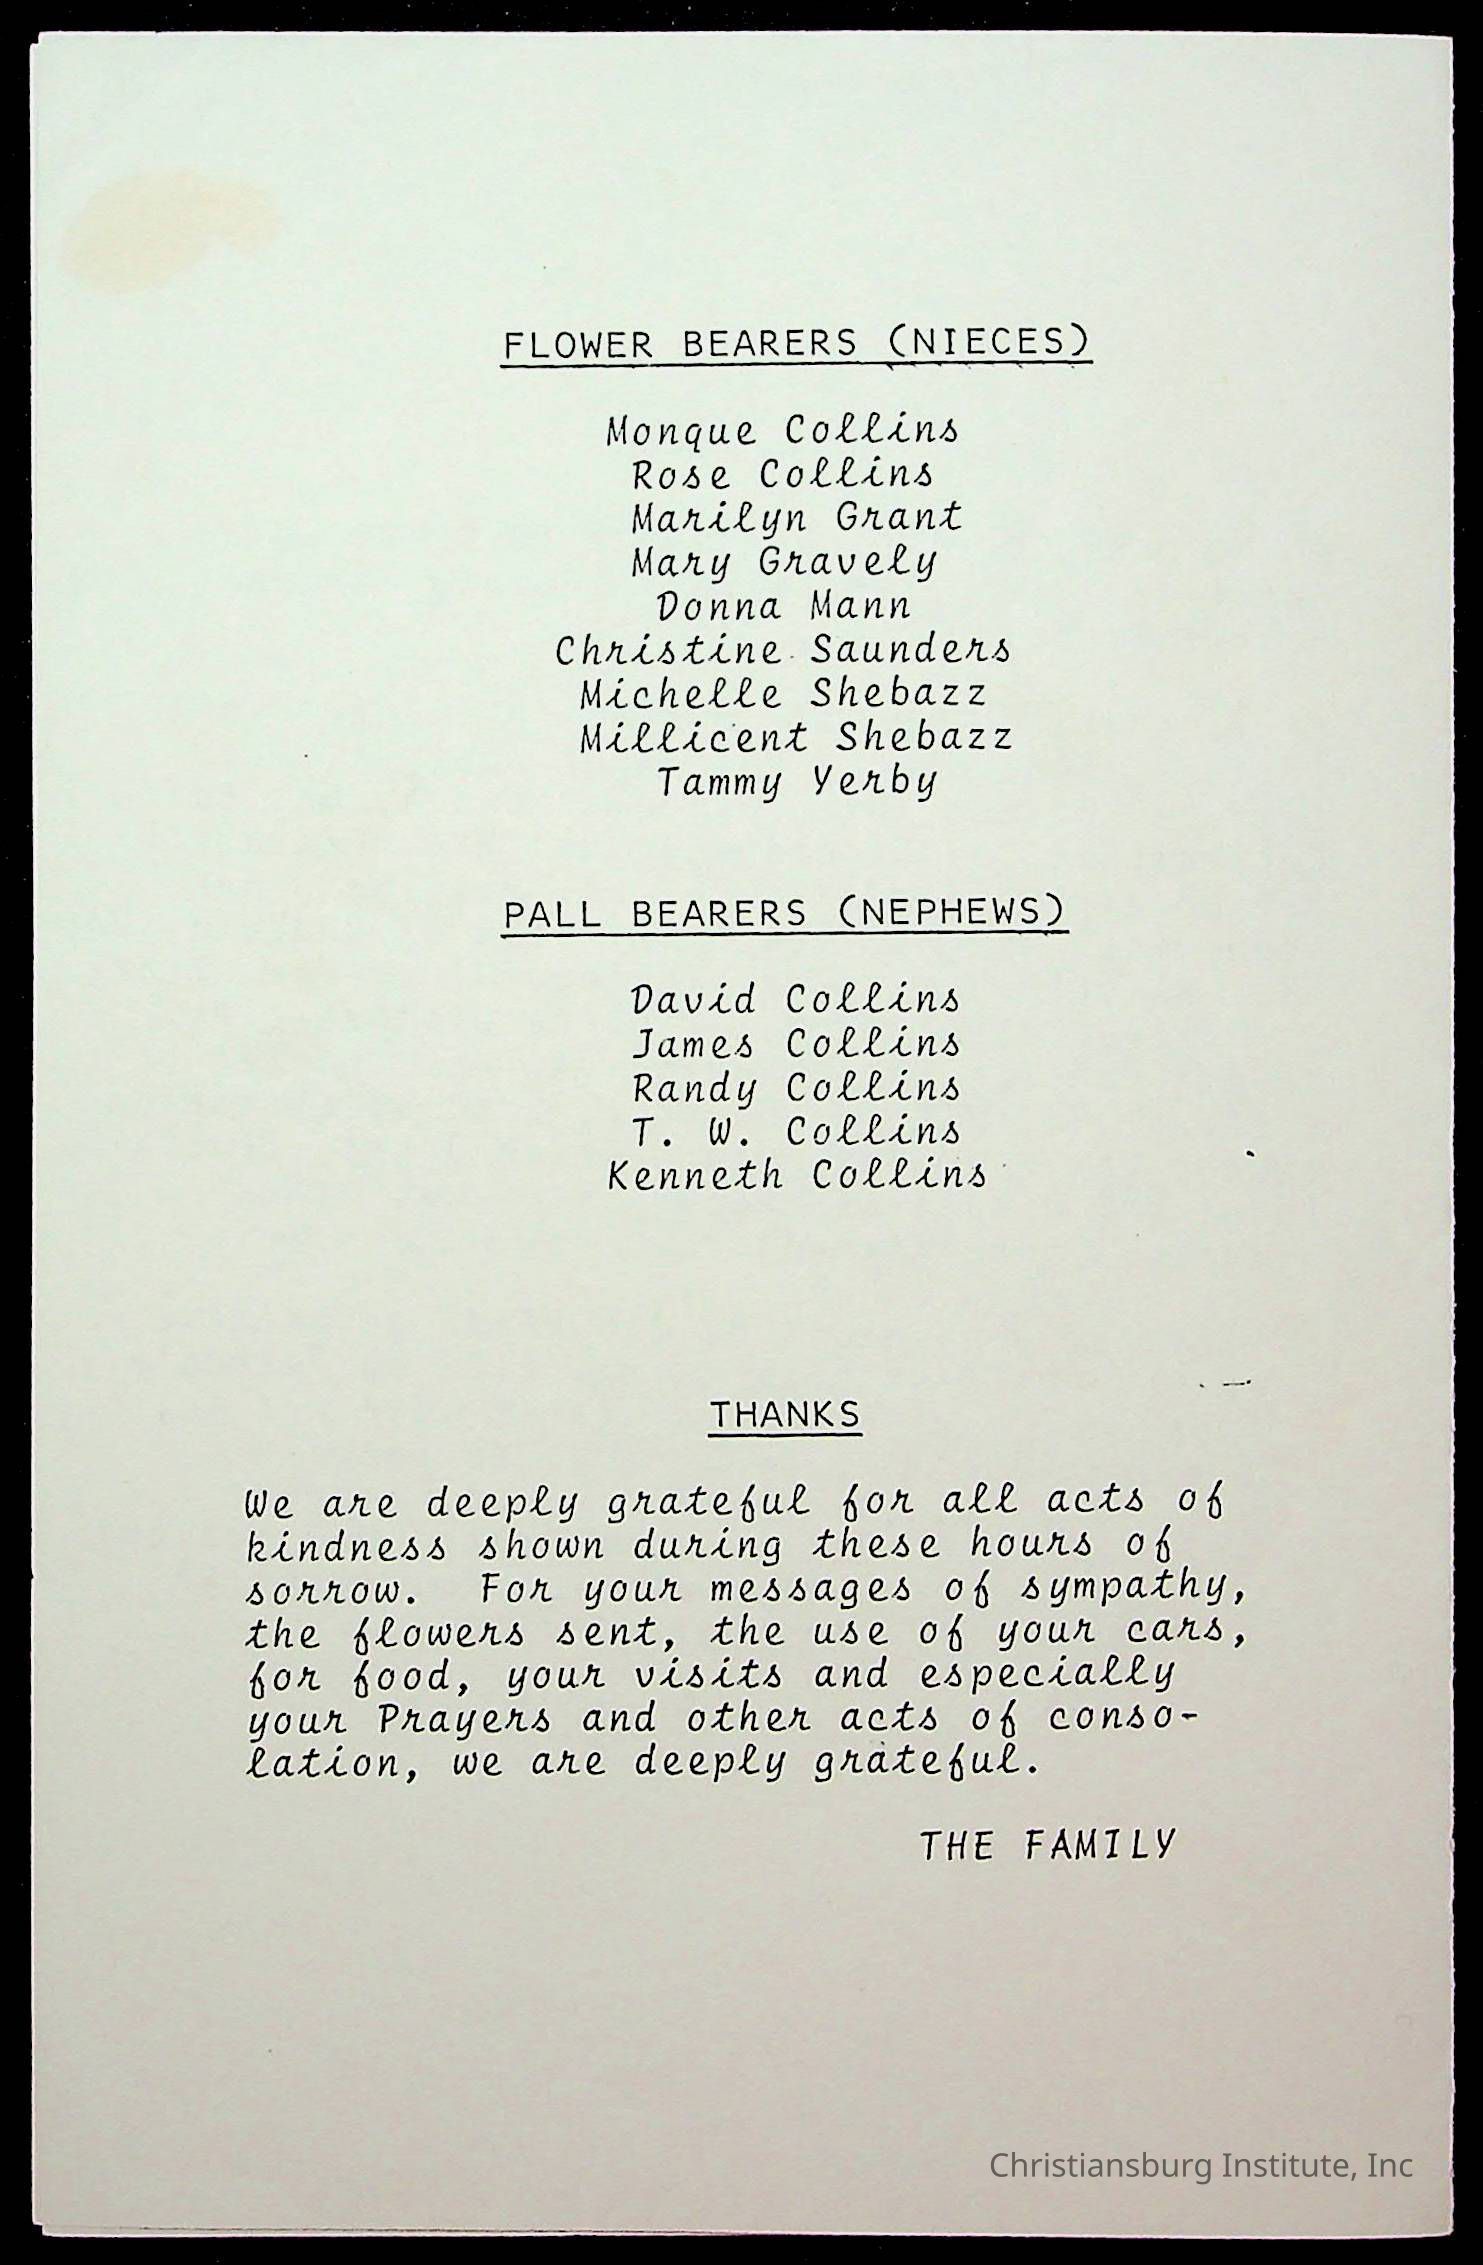 FLOWER BEARERS (NIECES)
Monque Collins
Rose Collins
Marilyn Grant
Mary Gravely
Donna Mann
Christine Saunders
Michelle Shebazz
Millicent Shebazz
Tammy Yerby
PALL BEARERS (NEPHEWS)
David Collins
James Collins
Randy Collins
T. W. Collins
Kenneth Collins
THANKS
We are deeply grateful for all acts of
kindness shown during these hours of
sorrow. For your messages of sympathy,
the flowers sent, the use of your cars,
for food, your visits and especially
your Prayers and other acts of conso-
lation, we are deeply grateful.
THE FAMILY
Christiansburg Institute, Inc